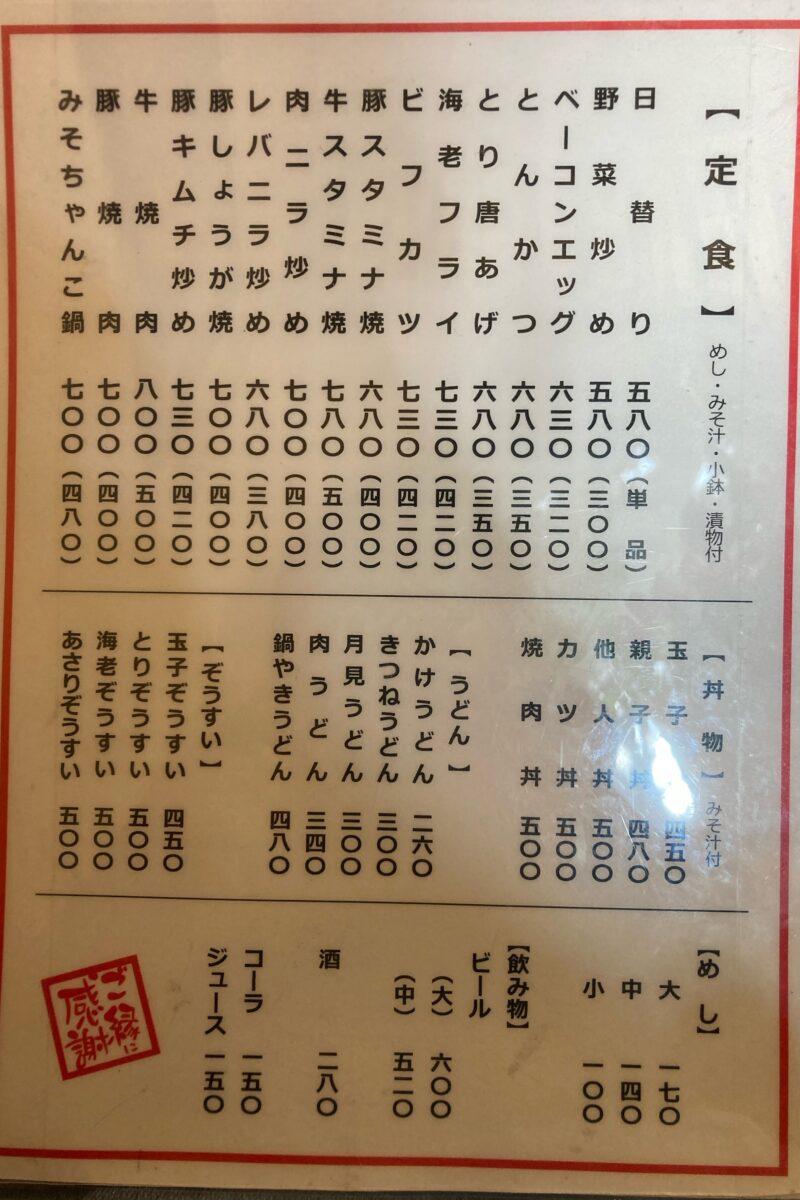 【定食】めし・みそ汁・小鉢・漬物付
日替り 五八〇(単品)
野菜炒め 五八〇(三〇〇)
ベーコンエッグ 六三〇(三二〇)
とんかつ 六八〇(三五〇)
とり唐あげ 六八〇(三五〇)
海老フライ 七三〇(四二〇)
ビフカツ 七三〇(四二〇)
豚スタミナ焼 六八〇(四〇〇)
牛スタミナ焼 七八〇(五〇〇)
肉ニラ炒め 七〇〇(四〇〇)
レバニラ炒め 六八〇(三八〇)
豚しょうが焼 七〇〇(四〇〇)
豚キムチ炒め 七三〇(四二〇)
牛焼肉 八〇〇(五〇〇)
豚焼肉 七〇〇(四〇〇)
みそちゃんこ鍋 七〇〇(四八〇)
【丼物】みそ汁付
玉子丼 四五〇
親子丼 四八〇
他人丼 五〇〇
カツ丼 五〇〇
焼肉丼 五〇〇
【うどん】
かけうどん 二六〇
きつねうどん 三〇〇
月見うどん 三〇〇
肉うどん 三四〇
鍋やきうどん 四八〇
【ぞうすい】
玉子ぞうすい 四五〇
とりぞうすい 五〇〇
海老ぞうすい 五〇〇
あさりぞうすい 五〇〇
【めし】
大 一七〇
中 一四〇
小 一〇〇
【飲み物】
ビール
(大) 六〇〇
(中) 五二〇
酒 二八〇
コーラ 一五〇
ジュース 一五〇
ご縁に
感謝